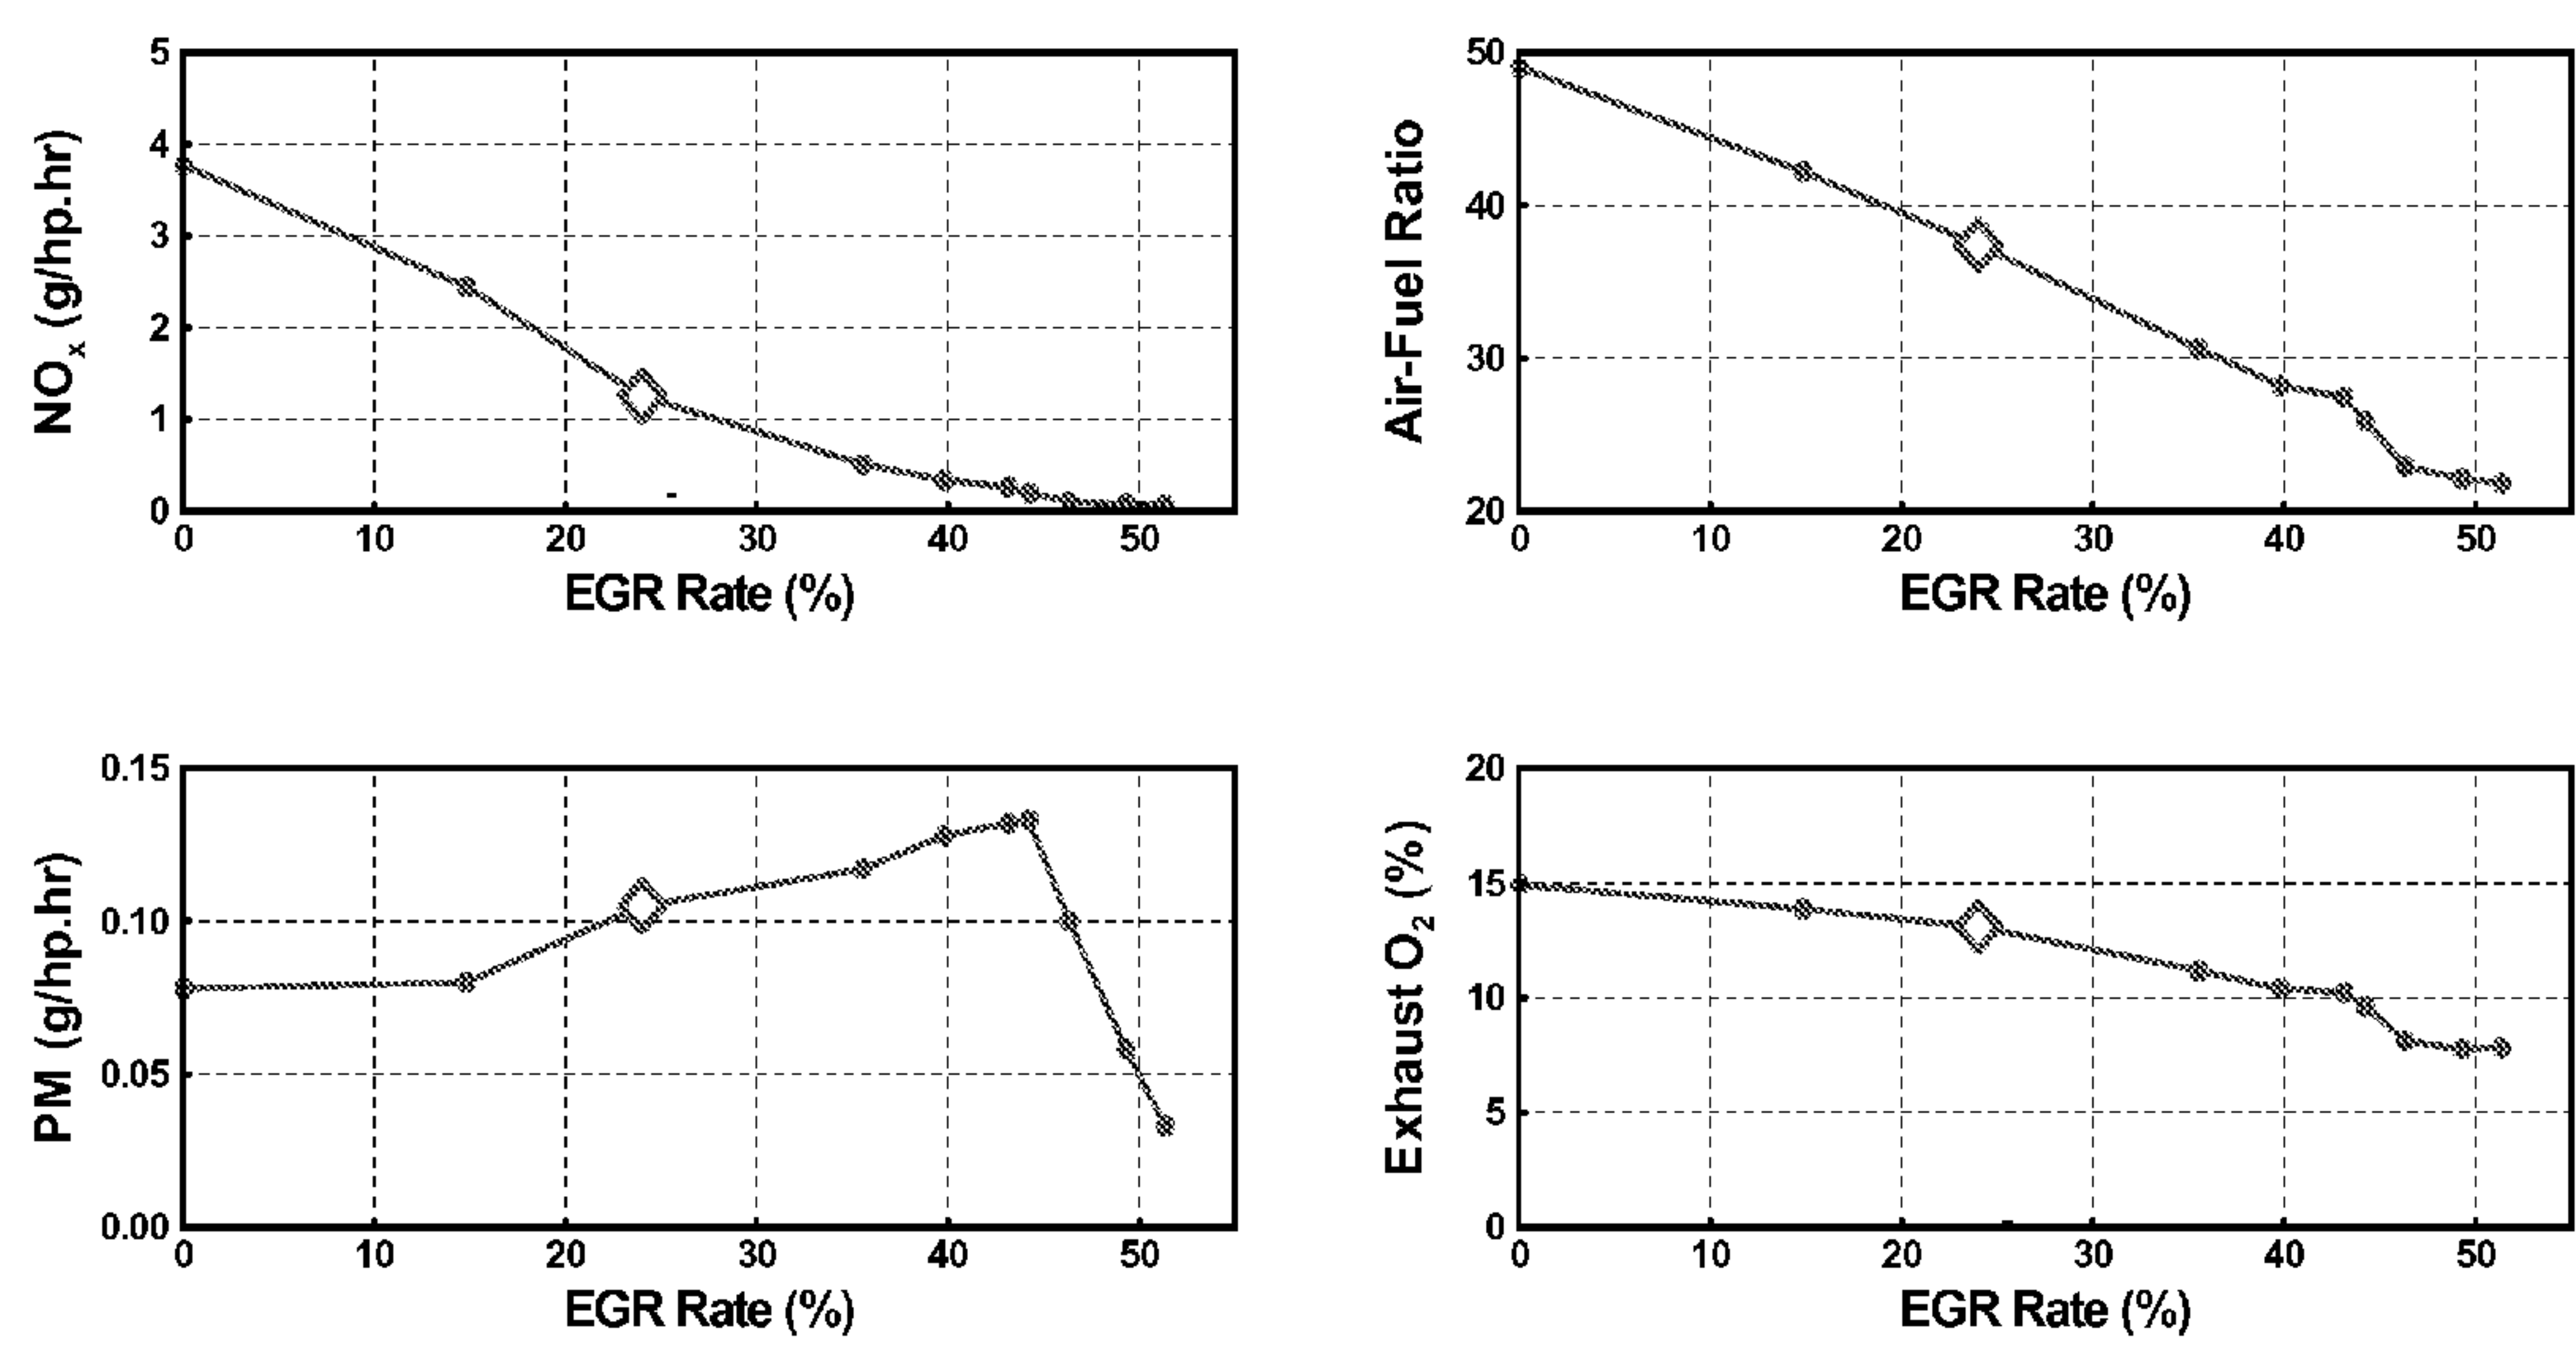 NOx (g/hp.hr)
5
4
3
2
1
0
0 10 20 30 40 50
EGR Rate (%)
Air-Fuel Ratio
50
40
30
20
0 10 20 30 40 50
EGR Rate (%)
PM (g/hp.hr)
0.15
0.10
0.05
0.00
0 10 20 30 40 50
EGR Rate (%)
Exhaust O2 (%)
20
15
10
5
0
0 10 20 30 40 50
EGR Rate (%)